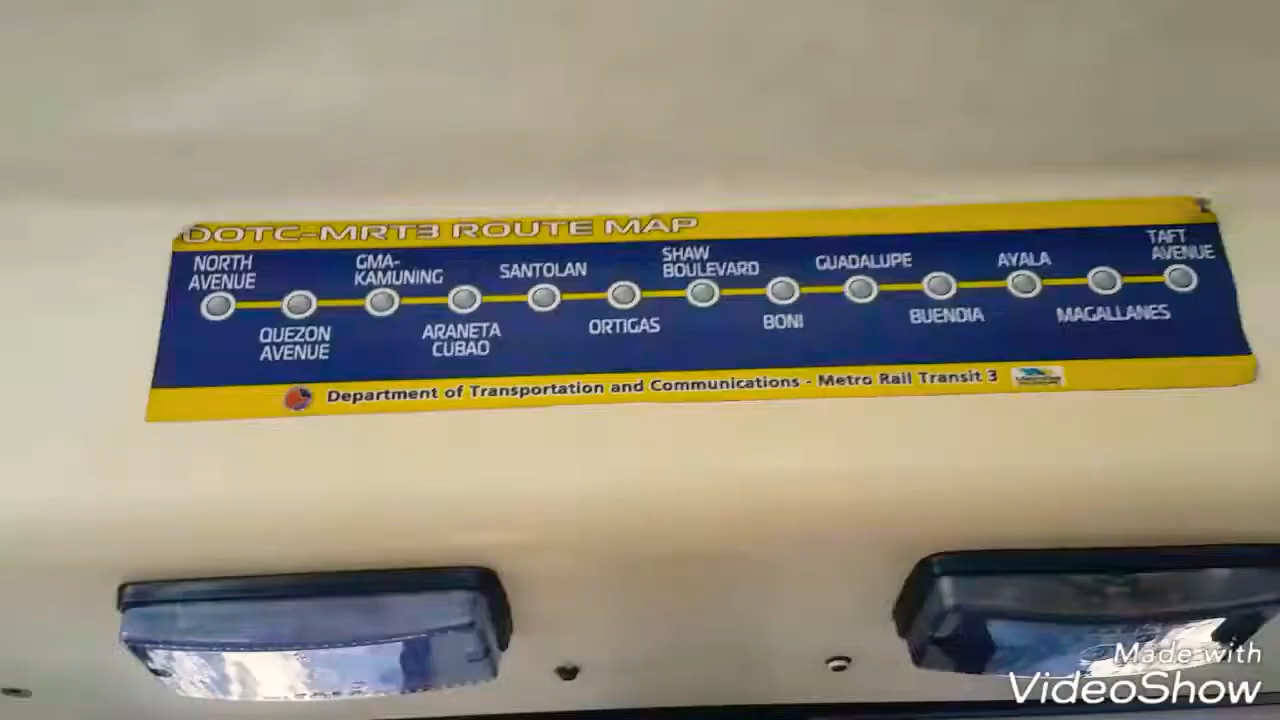 DOTC-MRT3 ROUTE MAP
NORTH
AVENUE
QUEZON
AVENUE
GMA-
KAMUNING
ARANETA
CUBAO
SANTOLAN
ORTIGAS
SHAW
BOULEVARD
BONI
GUADALUPE
BUENDIA
AYALA
MAGALLANES
TAFT
AVENUE
Department of Transportation and Communications - Metro Rail Transit 3
Made with
VideoShow